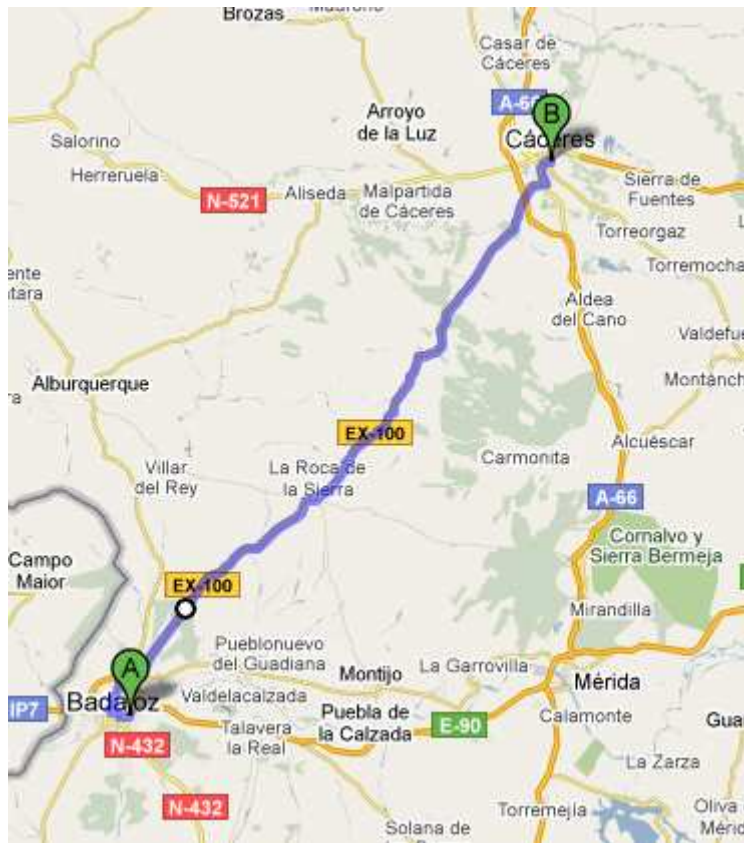 Brozas
Casar de
Cáceres
A-66
B
Cáceres
Arroyo
de la Luz
Salorino
Herreruela
N-521
Aliseda
Malpartida
de Cáceres
Sierra de
Fuentes
Torreorgaz
Torremocha
Aldea
del Cano
Alburquerque
EX-100
Alcuéscar
Villar
del Rey
La Roca de
la Sierra
Carmonita
A-66
Campo
Maior
Cornalvo y
Sierra Bermeja
EX-100
Mirandilla
Pueblonuevo
del Guadiana
Montijo
La Garrovilla
Mérida
A
Badajoz
Valdelacalzada
IP7
Puebla de
la Calzada
E-90
Calamonte
N-432
Talavera
la Real
La Zarza
N-432
Torremejía
Solana de
Oliva